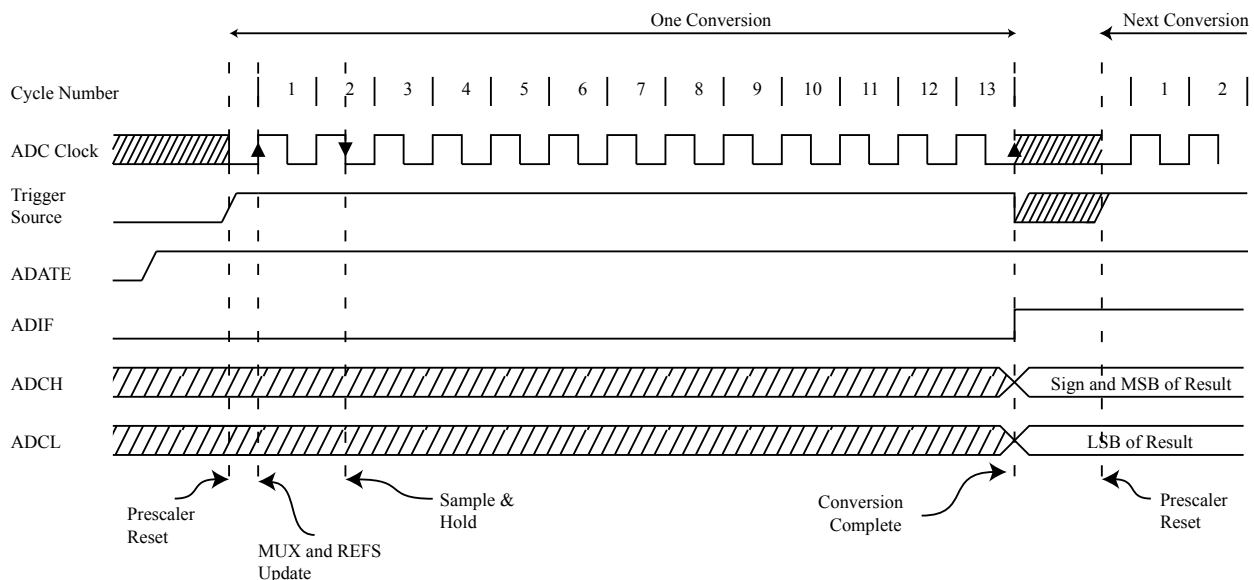 One Conversion
Next Conversion
Cycle Number
1 2 3 4 5 6 7 8 9 10 11 12 13 1 2
ADC Clock
Trigger
Source
ADATE
ADIF
ADCH
Sign and MSB of Result
ADCL
LSB of Result
Prescaler
Reset
MUX and REFS
Update
Sample &
Hold
Conversion
Complete
Prescaler
Reset